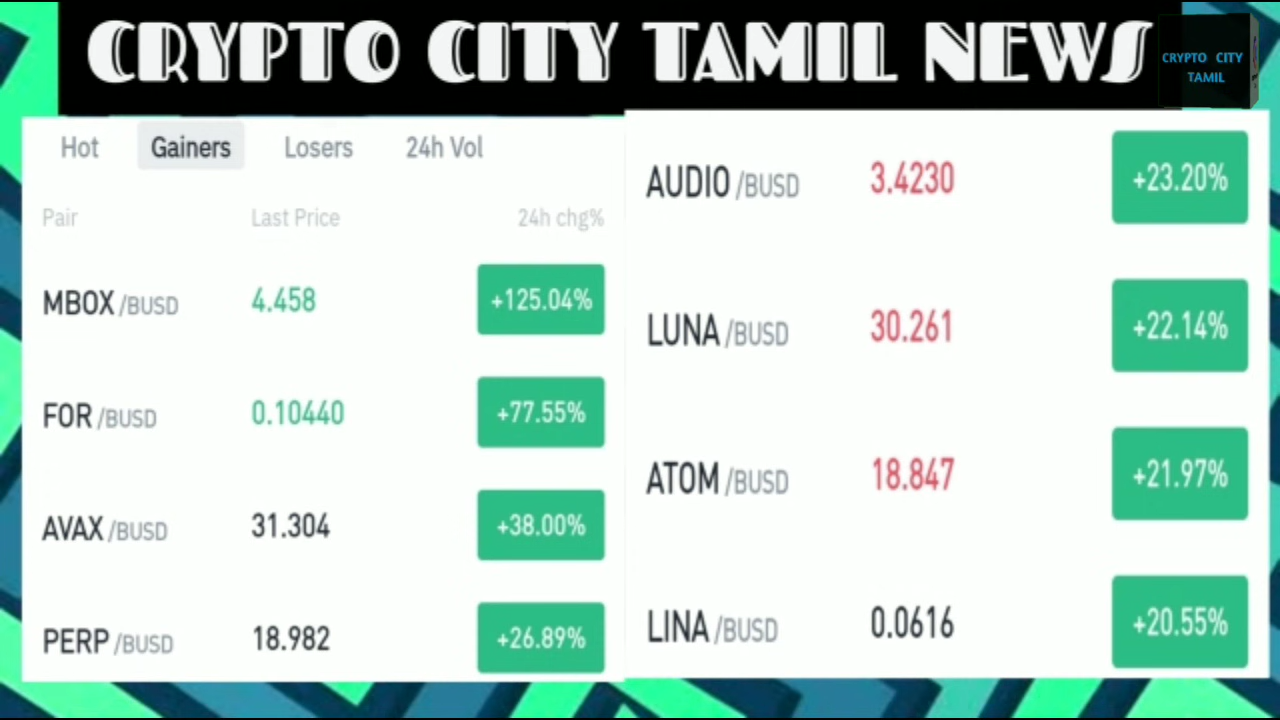 CRYPTO CITY TAMIL NEWS
CRYPTO CITY
TAMIL
Hot Gainers Losers 24h Vol
Pair Last Price 24h chg%
MBOX /BUSD 4.458 +125.04%
FOR /BUSD 0.10440 +77.55%
AVAX /BUSD 31.304 +38.00%
PERP /BUSD 18.982 +26.89%
AUDIO /BUSD 3.4230 +23.20%
LUNA /BUSD 30.261 +22.14%
ATOM /BUSD 18.847 +21.97%
LINA /BUSD 0.0616 +20.55%